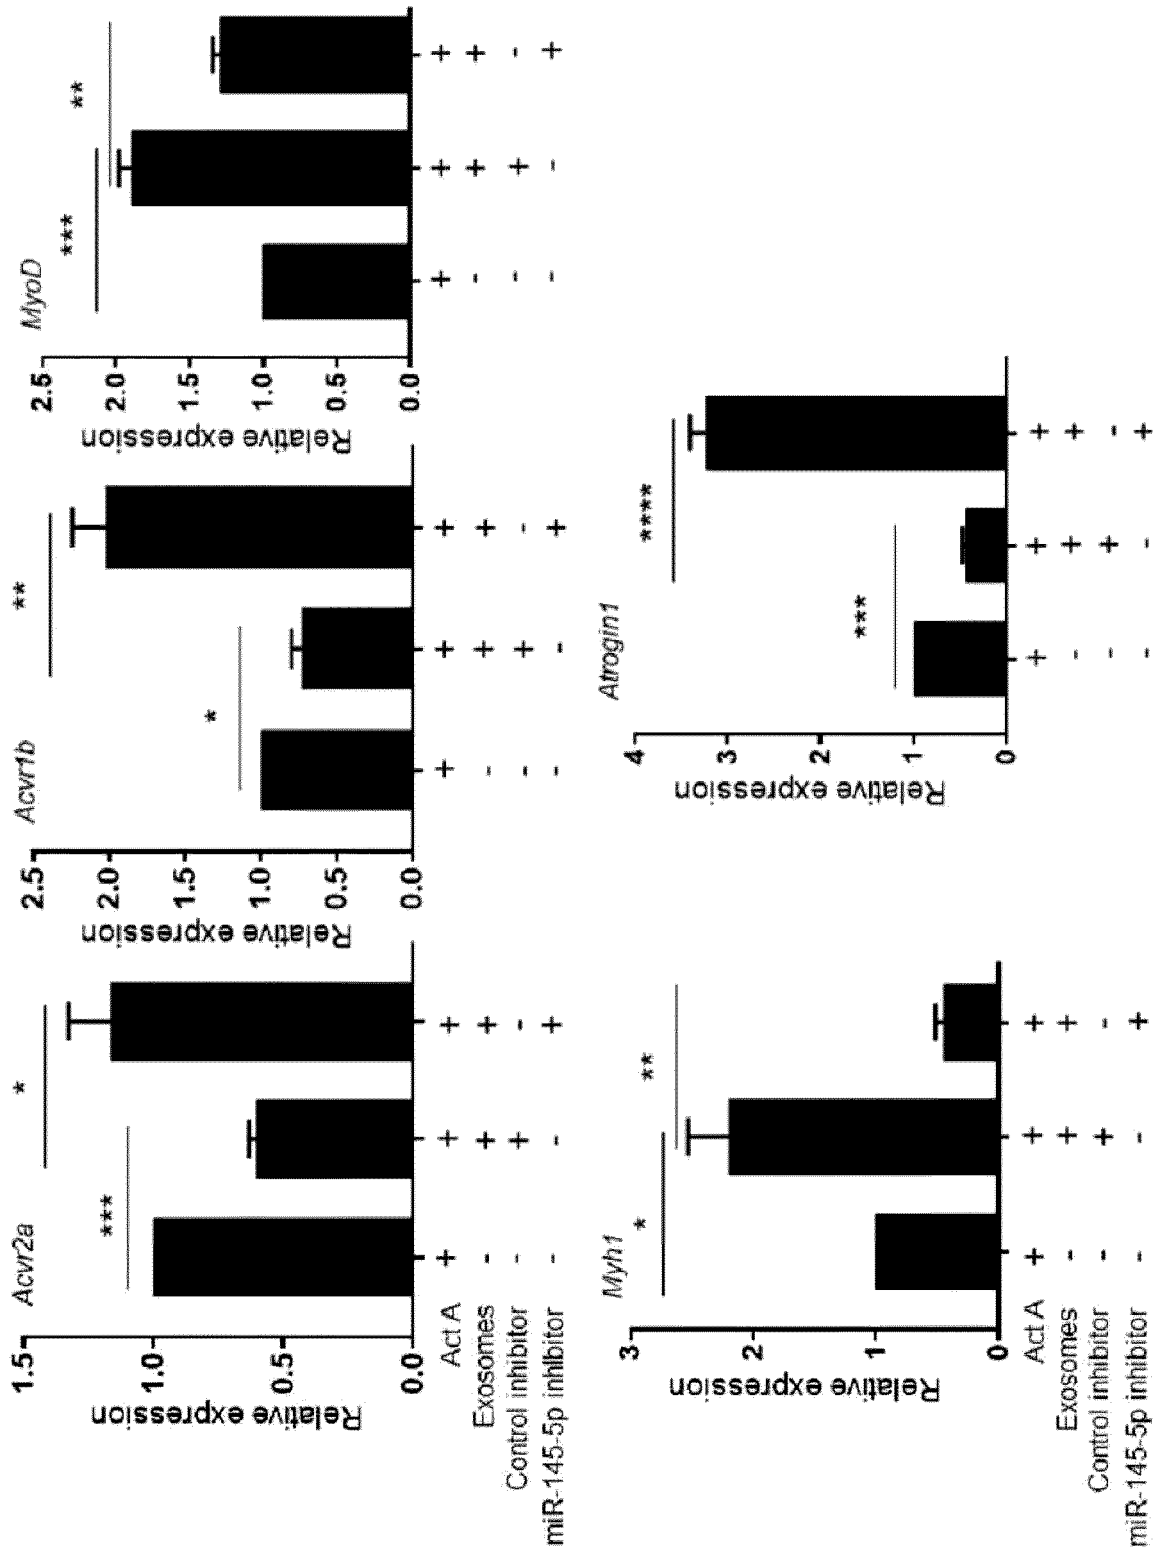 Acvr2a
Relative expression
1.5
1.0
0.5
0.0
*
***
Act A + + +
Exosomes - + +
Control inhibitor - + -
miR-145-5p inhibitor - - +
Acvr1b
Relative expression
2.5
2.0
1.5
1.0
0.5
0.0
**
*
+ + +
- + +
- + -
- - +
MyoD
Relative expression
2.5
2.0
1.5
1.0
0.5
0.0
***
**
+ + +
- + +
- + -
- - +
Myh1
Relative expression
3
2
1
0
*
**
Act A + + +
Exosomes - + +
Control inhibitor - + -
miR-145-5p inhibitor - - +
Atrogin1
Relative expression
4
3
2
1
0
****
***
+ + +
- + +
- + -
- - +